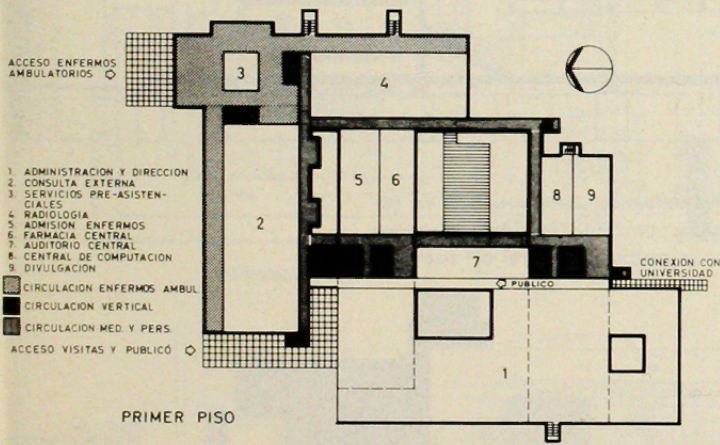 ACCESO ENFERMOS
AMBULATORIOS
3
4
1. ADMINISTRACION Y DIRECCION
2. CONSULTA EXTERNA
3. SERVICIOS PRE-ASISTEN-
CIALES
4 RADIOLOGIA
5 ADMISION ENFERMOS
6. FARMACIA CENTRAL
7. AUDITORIO CENTRAL
8. CENTRAL DE COMPUTACION
9. DIVULGACION
CIRCULACION ENFERMOS AMBUL.
CIRCULACION VERTICAL
CIRCULACION MED. Y PERS.
ACCESO VISITAS Y PUBLICÓ
2
5
6
8
9
7
CONEXION CON
UNIVERSIDAD
PUBLICO
1
PRIMER PISO